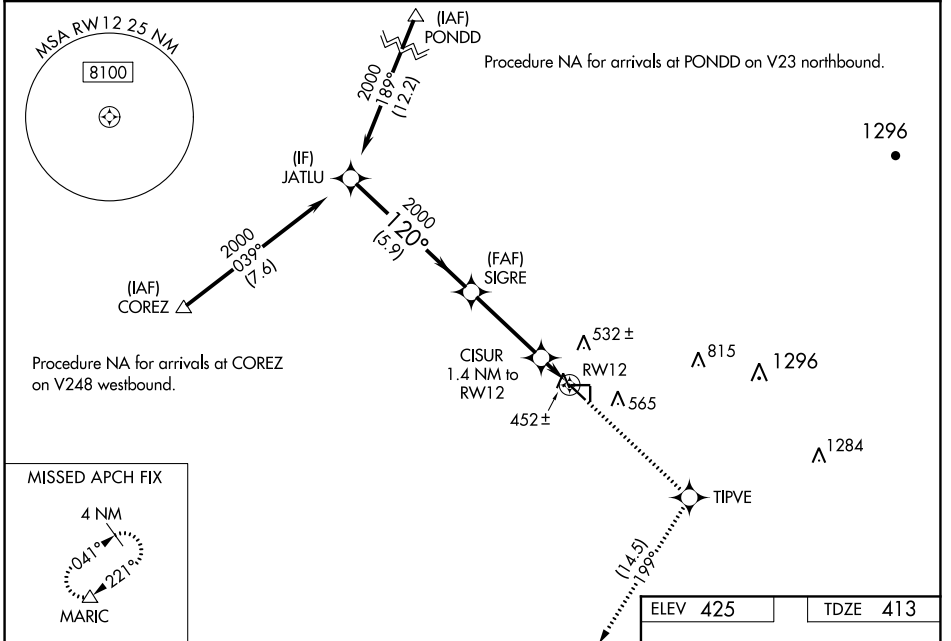 MSA RW12 25 NM
8100
(IAF)
PONDD
Procedure NA for arrivals at PONDD on V23 northbound.
2000
189°
(12.2)
1296
(IF)
JATLU
2000
120°
(5.9)
2000
039°
(7.6)
(IAF)
COREZ
(FAF)
SIGRE
Procedure NA for arrivals at COREZ
on V248 westbound.
CISUR
1.4 NM to
RW12
532 ±
RW12
815
1296
452 ±
565
1284
MISSED APCH FIX
4 NM
041°
221°
MARIC
TIPVE
(14.5)
199°
ELEV 425
TDZE 413